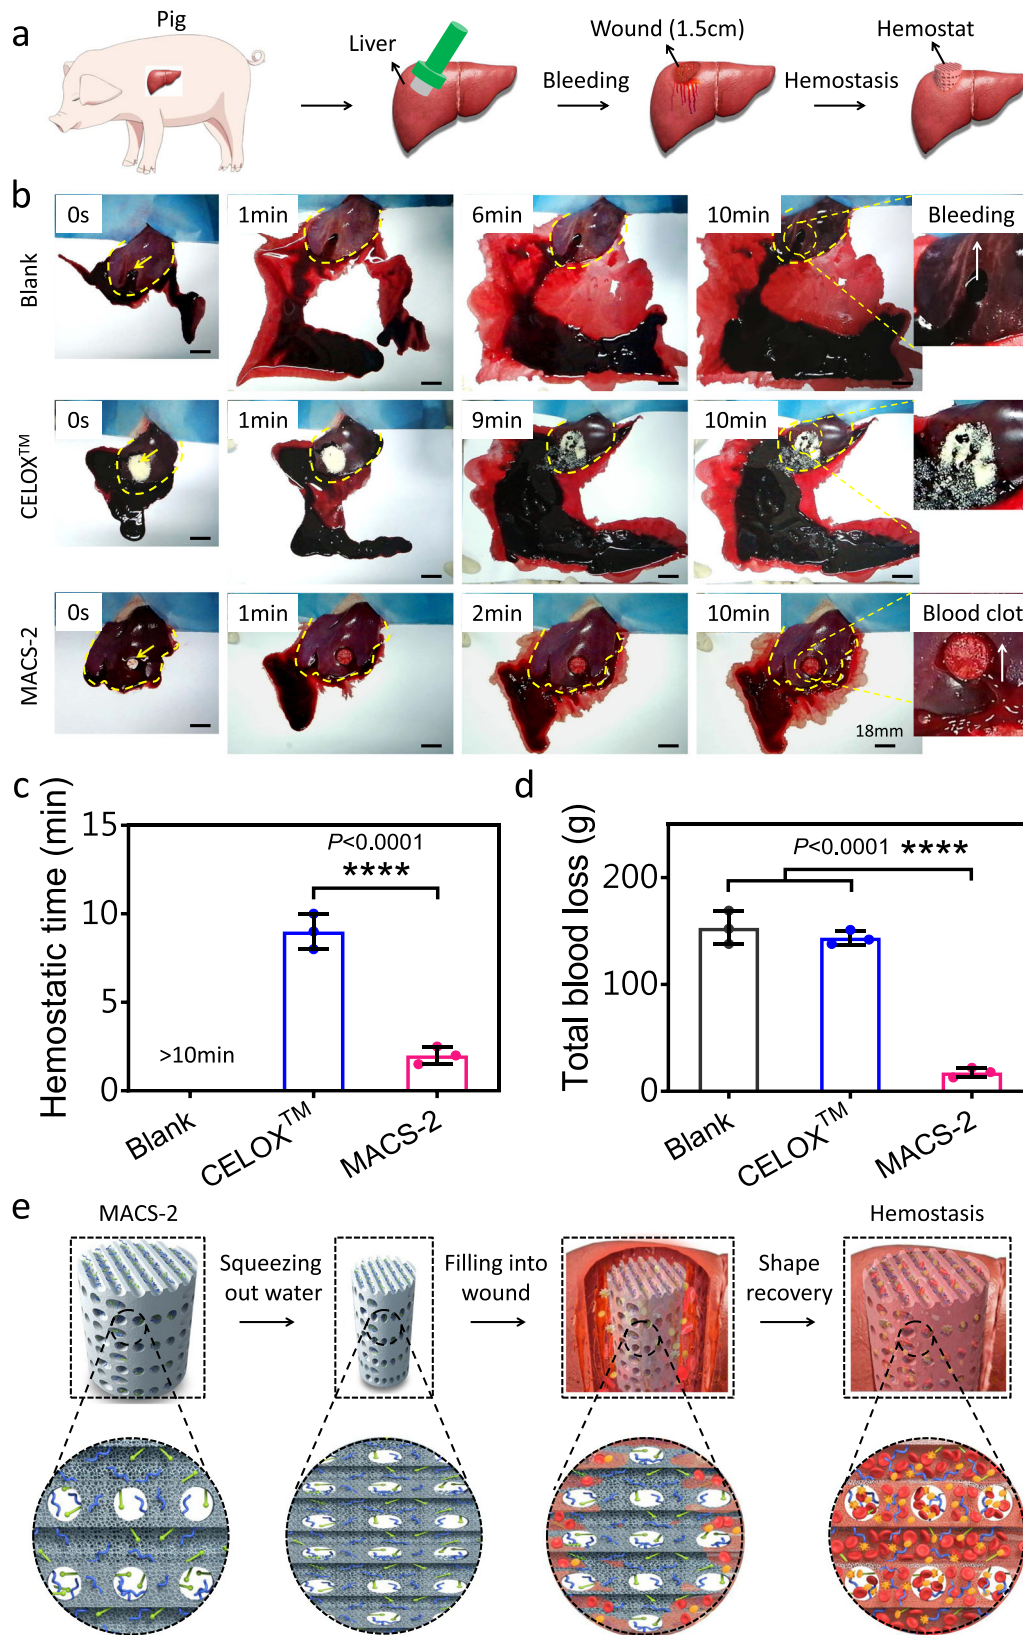 a
Pig
Liver
Bleeding
Wound (1.5cm)
Hemostasis
Hemostat
b
Blank
0s
1min
6min
10min
Bleeding
CELOX™
0s
1min
9min
10min
MACS-2
0s
1min
2min
10min
18mm
Blood clot
c
Hemostatic time (min)
15
10
5
0
P<0.0001
****
>10min
Blank
CELOX™
MACS-2
d
Total blood loss (g)
200
100
0
P<0.0001 ****
Blank
CELOX™
MACS-2
e
MACS-2
Squeezing
out water
Filling into
wound
Shape
recovery
Hemostasis